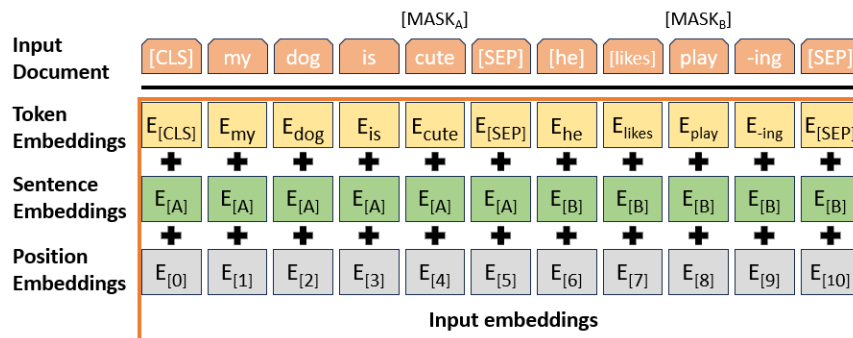 [MASK_A] [MASK_B]
Input Document [CLS] my dog is cute [SEP] [he] [likes] play -ing [SEP]
Token Embeddings E[CLS] Emy Edog Eis Ecute E[SEP] Ehe Elikes Eplay E-ing E[SEP]
Sentence Embeddings E[A] E[A] E[A] E[A] E[A] E[A] E[B] E[B] E[B] E[B] E[B]
Position Embeddings E[0] E[1] E[2] E[3] E[4] E[5] E[6] E[7] E[8] E[9] E[10]
Input embeddings